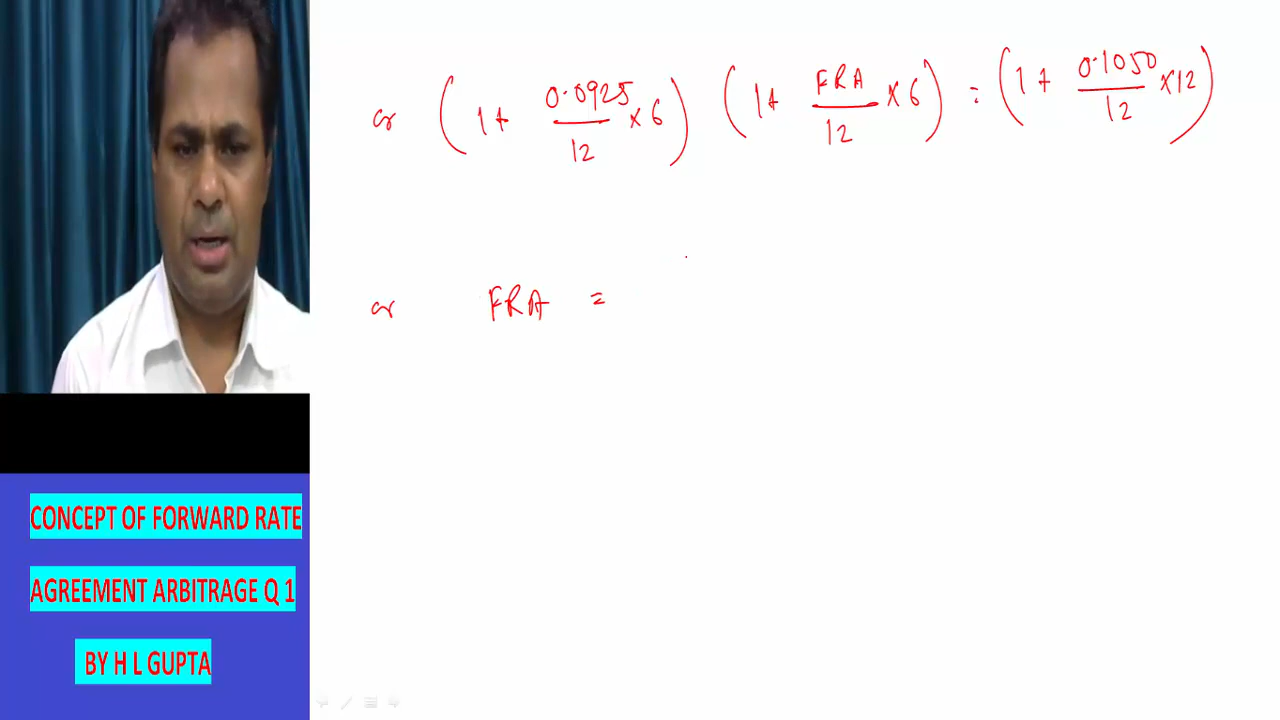 or (1 + 0.0925/12 × 6) (1 + FRA/12 × 6) = (1 + 0.1050/12 × 12)
or FRA =
CONCEPT OF FORWARD RATE
AGREEMENT ARBITRAGE Q 1
BY H L GUPTA